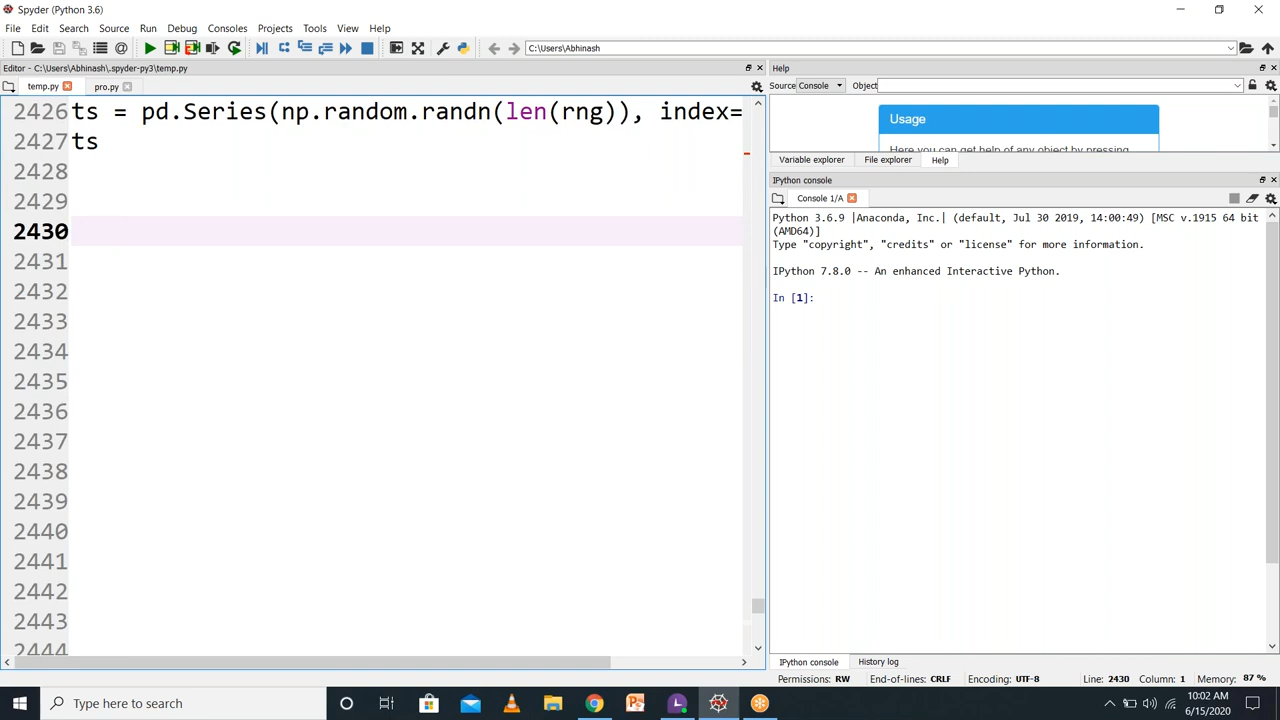 Spyder (Python 3.6)
File Edit Search Source Run Debug Consoles Projects Tools View Help
C:\Users\Abhinash
Editor - C:\Users\Abhinash\.spyder-py3\temp.py
temp.py pro.py
2426 ts = pd.Series(np.random.randn(len(rng)), index=
2427 ts
2428
2429
2430
2431
2432
2433
2434
2435
2436
2437
2438
2439
2440
2441
2442
2443
2444
Help
Source Console Object
Usage
Here you can get help of any object by pressing
Variable explorer File explorer Help
IPython console
Console 1/A
Python 3.6.9 |Anaconda, Inc.| (default, Jul 30 2019, 14:00:49) [MSC v.1915 64 bit
(AMD64)]
Type "copyright", "credits" or "license" for more information.
IPython 7.8.0 -- An enhanced Interactive Python.
In [1]:
IPython console History log
Permissions: RW End-of-lines: CRLF Encoding: UTF-8 Line: 2430 Column: 1 Memory: 87 %
Type here to search
10:02 AM
6/15/2020